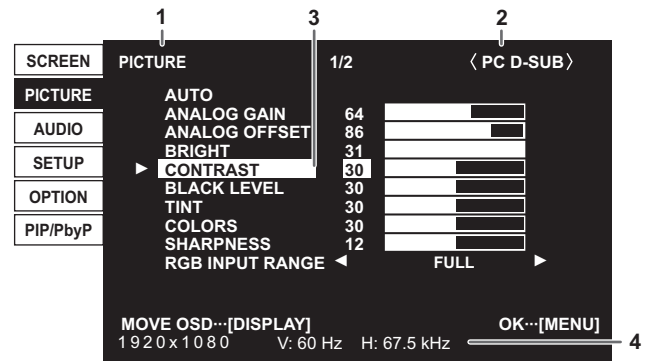 1 3 2
SCREEN
PICTURE
AUDIO
SETUP
OPTION
PIP/PbyP
PICTURE 1/2 〈 PC D-SUB〉
AUTO
ANALOG GAIN 64
ANALOG OFFSET 86
BRIGHT 31
▶ CONTRAST 30
BLACK LEVEL 30
TINT 30
COLORS 30
SHARPNESS 12
RGB INPUT RANGE ◀ FULL ▶
MOVE OSD···[DISPLAY] OK···[MENU]
1920x1080 V: 60 Hz H: 67.5 kHz 4